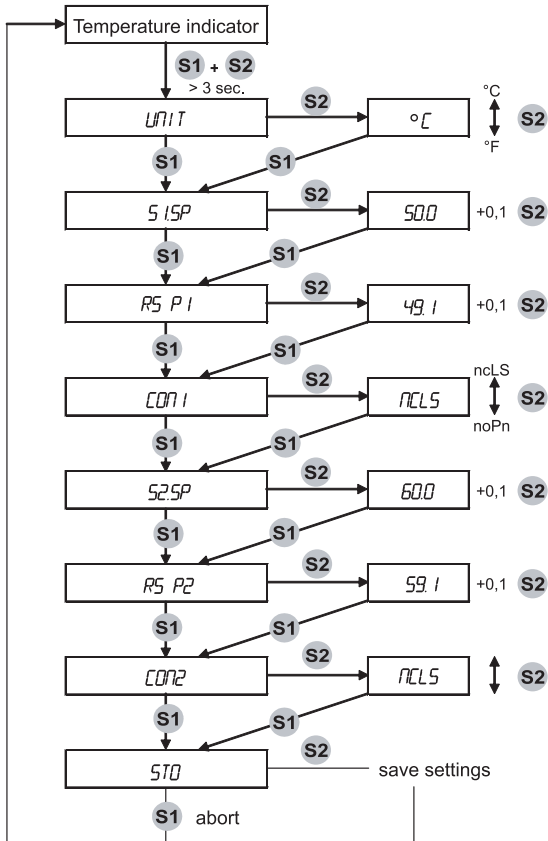 Temperature indicator
S1 + S2
> 3 sec.
UNIT S2 °C °C °F S2
S1 S1
S1.SP S2 50.0 +0,1 S2
S1 S1
RS P1 S2 49.1 +0,1 S2
S1 S1
CON1 S2 NCLS ncLS noPn S2
S1 S1
S2.SP S2 60.0 +0,1 S2
S1 S1
RS P2 S2 59.1 +0,1 S2
S1 S1
CON2 S2 NCLS S2
S1 S1
STO S2 save settings
S1 abort